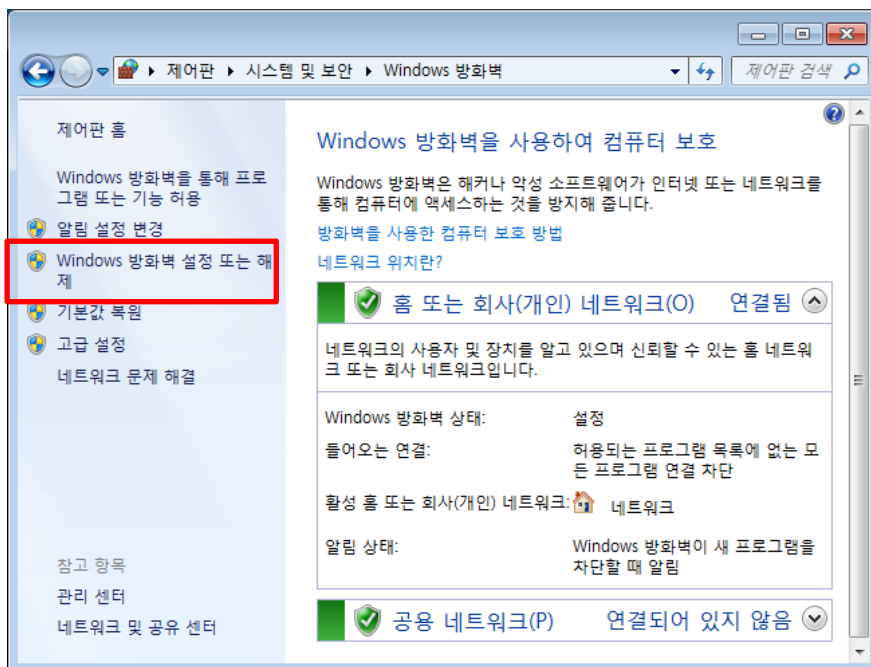 제어판 ▸ 시스템 및 보안 ▸ Windows 방화벽
제어판 검색
제어판 홈
Windows 방화벽을 통해 프로
그램 또는 기능 허용
알림 설정 변경
Windows 방화벽 설정 또는 해
제
기본값 복원
고급 설정
네트워크 문제 해결
참고 항목
관리 센터
네트워크 및 공유 센터
Windows 방화벽을 사용하여 컴퓨터 보호
Windows 방화벽은 해커나 악성 소프트웨어가 인터넷 또는 네트워크를
통해 컴퓨터에 액세스하는 것을 방지해 줍니다.
방화벽을 사용한 컴퓨터 보호 방법
네트워크 위치란?
홈 또는 회사(개인) 네트워크(O) 연결됨
네트워크의 사용자 및 장치를 알고 있으며 신뢰할 수 있는 홈 네트워
크 또는 회사 네트워크입니다.
Windows 방화벽 상태: 설정
들어오는 연결: 허용되는 프로그램 목록에 없는 모
든 프로그램 연결 차단
활성 홈 또는 회사(개인) 네트워크: 네트워크
알림 상태: Windows 방화벽이 새 프로그램을
차단할 때 알림
공용 네트워크(P) 연결되어 있지 않음